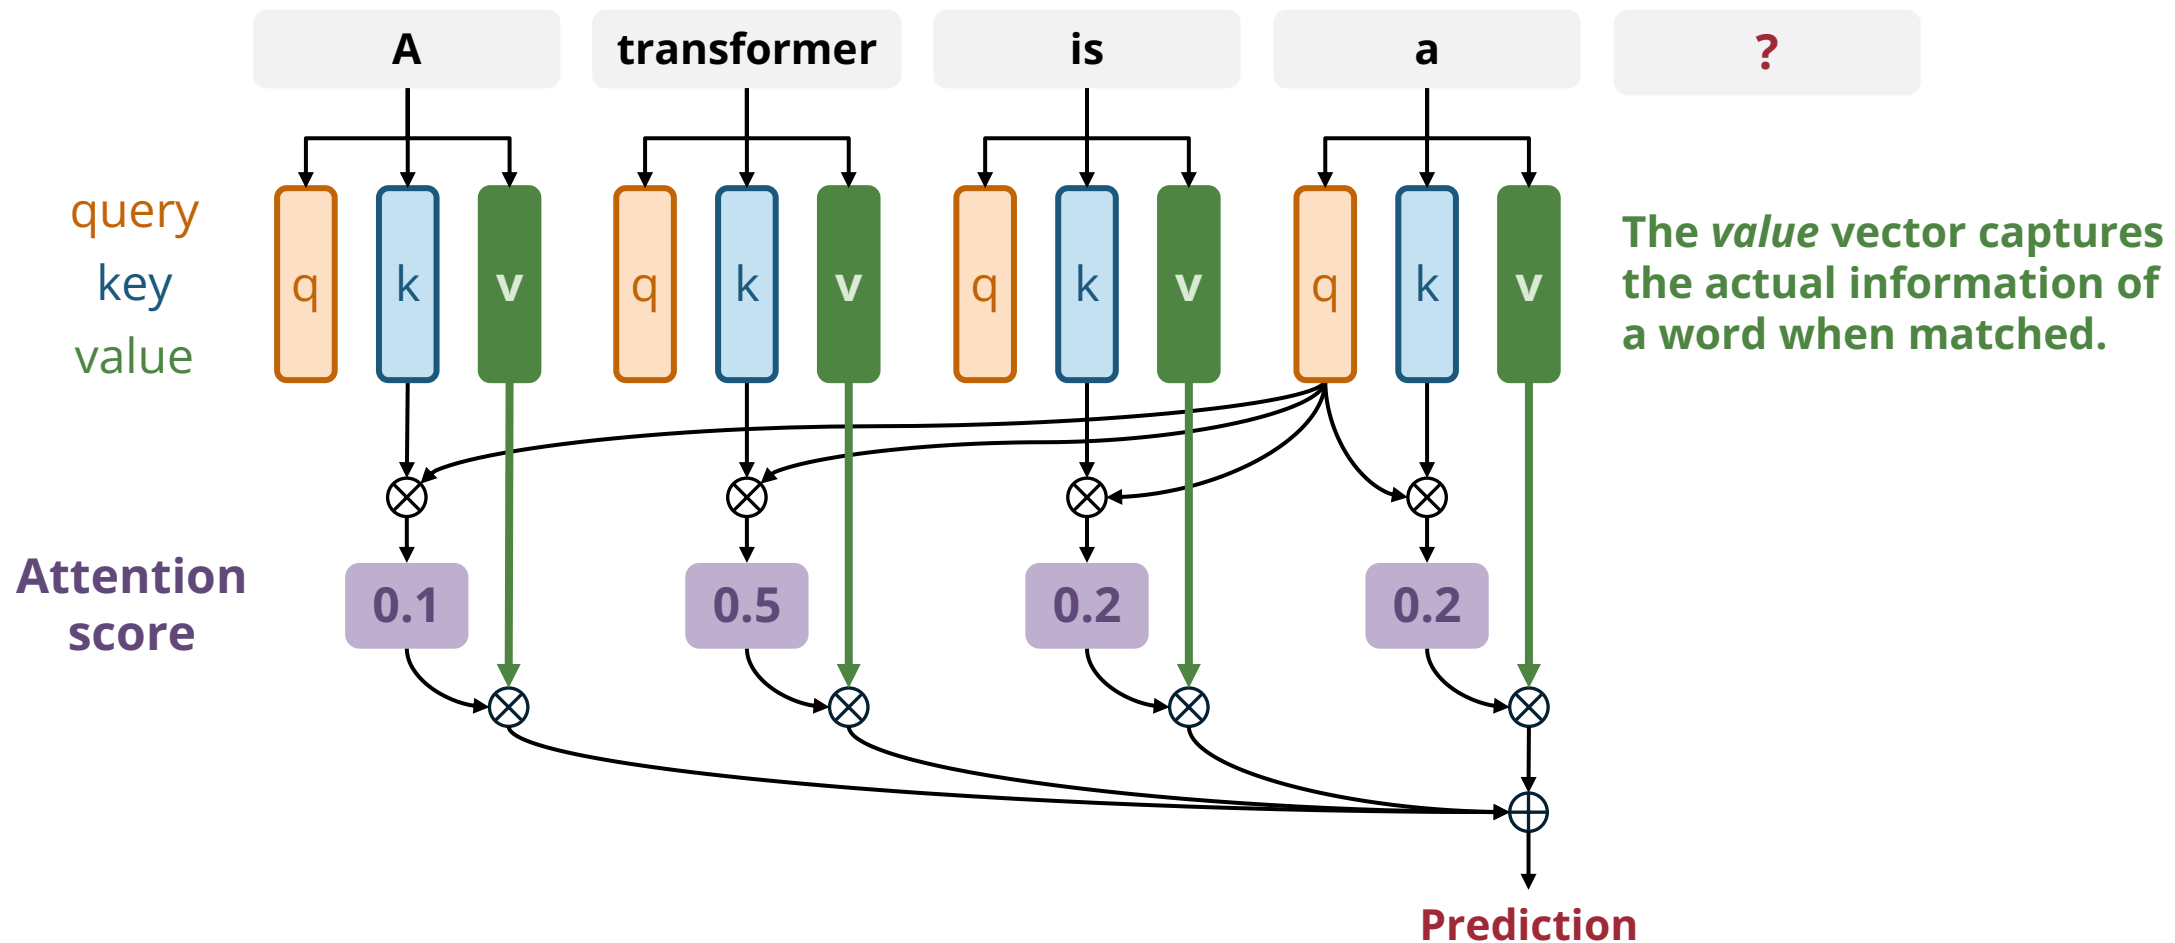 A transformer is a ?
query
key
value
q k v q k v q k v q k v
The value vector captures
the actual information of
a word when matched.
Attention
score
0.1 0.5 0.2 0.2
Prediction